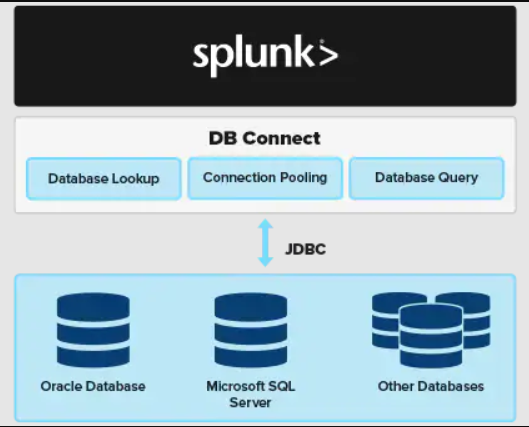 splunk>
DB Connect
Database Lookup
Connection Pooling
Database Query
JDBC
Oracle Database
Microsoft SQL
Server
Other Databases